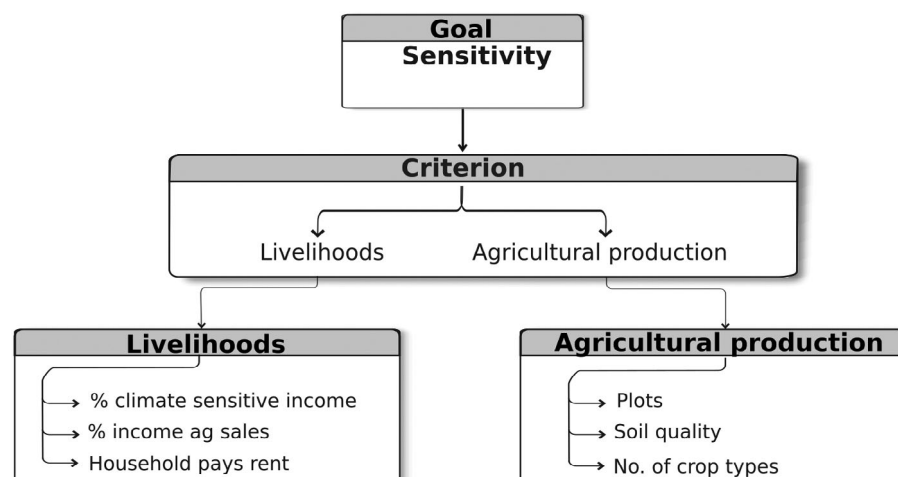 Goal
Sensitivity
Criterion
Livelihoods
Agricultural production
Livelihoods
% climate sensitive income
% income ag sales
Household pays rent
Agricultural production
Plots
Soil quality
No. of crop types